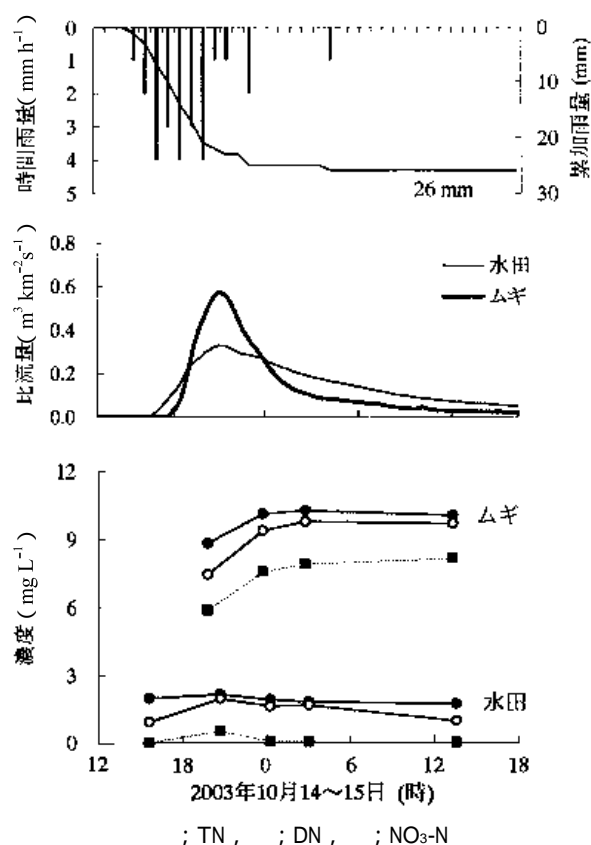 時間雨量( mm h⁻¹ )
0
1
2
3
4
5
0
10
20
30
累加雨量 (mm)
26 mm
比流量( m³ km⁻²s⁻¹ )
0.8
0.6
0.4
0.2
0.0
水田
ムギ
濃度 ( mg L⁻¹ )
12
9
6
3
0
ムギ
水田
12 18 0 6 12 18
2003年10月14～15日 (時)
; TN , ; DN , ; NO₃-N